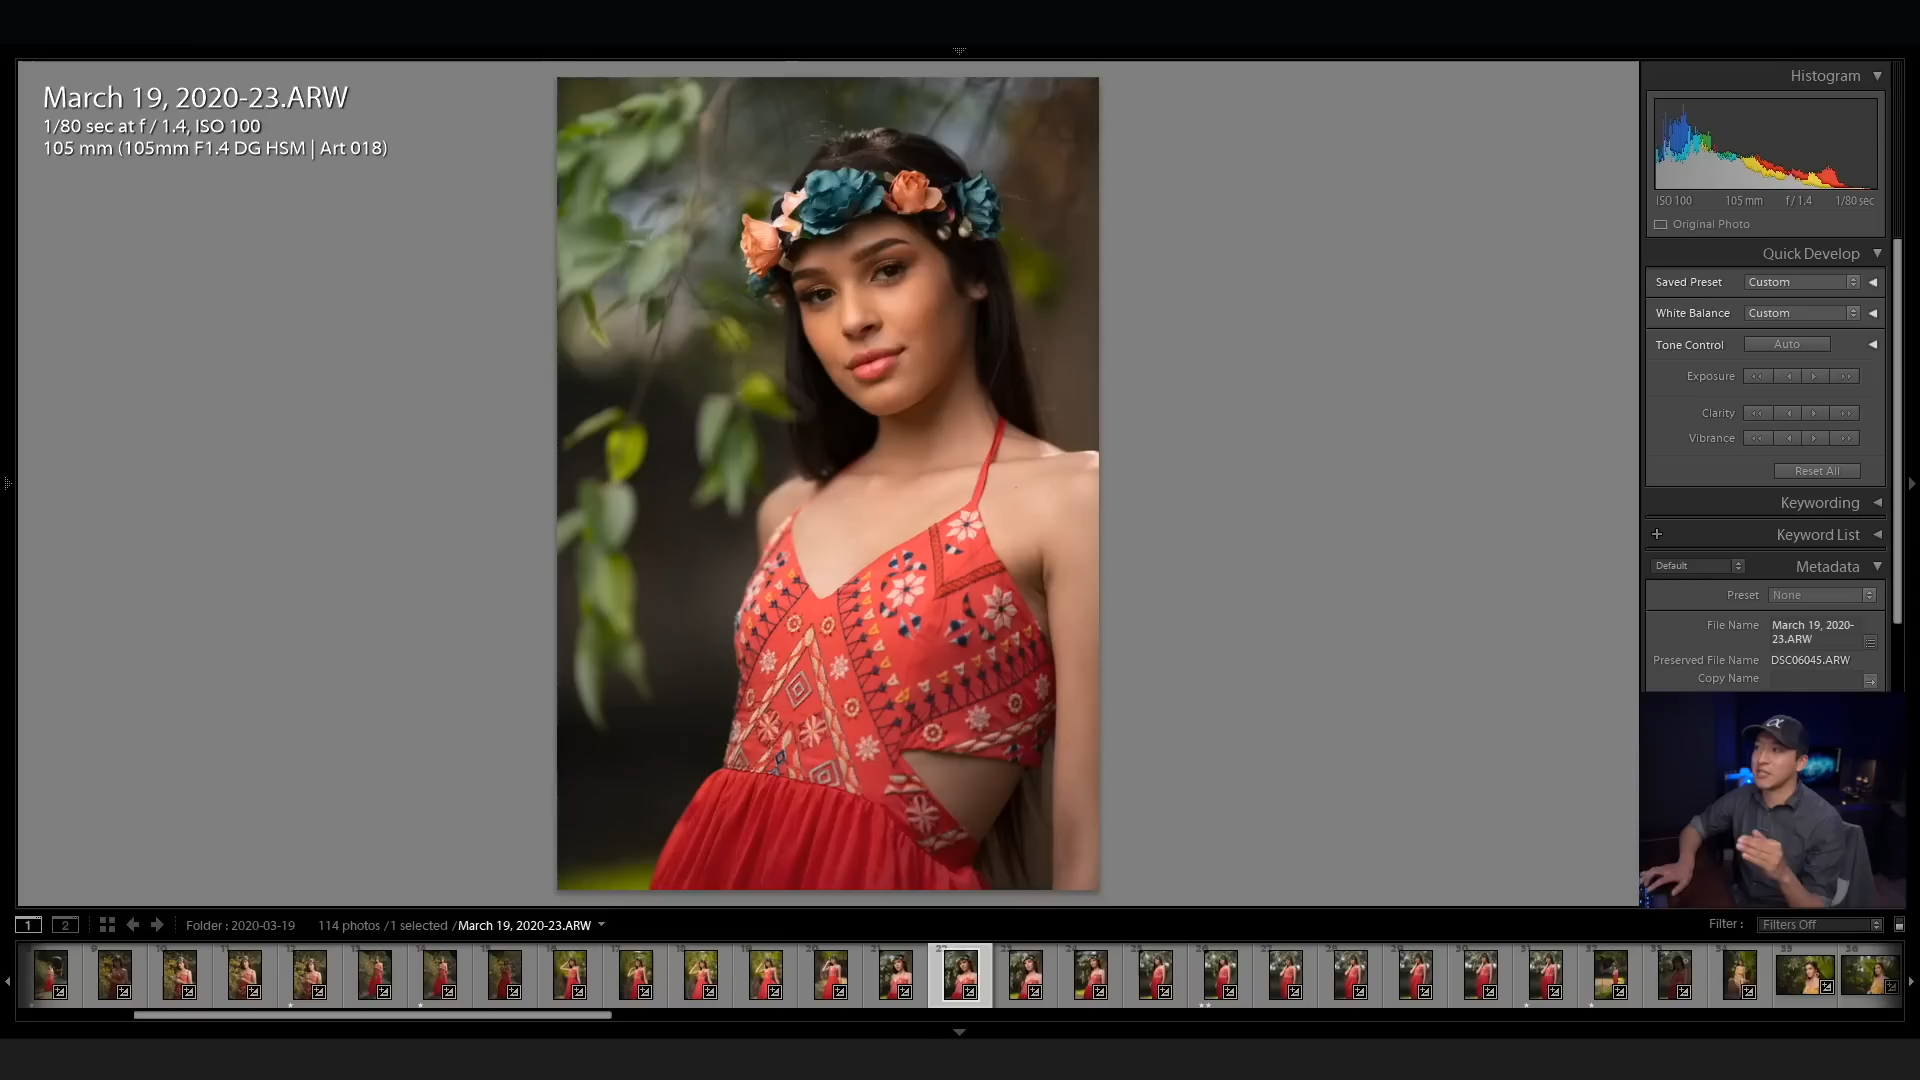 March 19, 2020-23.ARW
1/80 sec at f / 1.4, ISO 100
105 mm (105mm F1.4 DG HSM | Art 018)
Histogram
ISO 100 105 mm f / 1.4 1/80 sec
Original Photo
Quick Develop
Saved Preset Custom
White Balance Custom
Tone Control Auto
Exposure
Clarity
Vibrance
Reset All
Keywording
+ Keyword List
Default Metadata
Preset None
File Name March 19, 2020-
23.ARW
Preserved File Name DSC06045.ARW
Copy Name
1 2 Folder : 2020-03-19 114 photos / 1 selected / March 19, 2020-23.ARW Filter : Filters Off